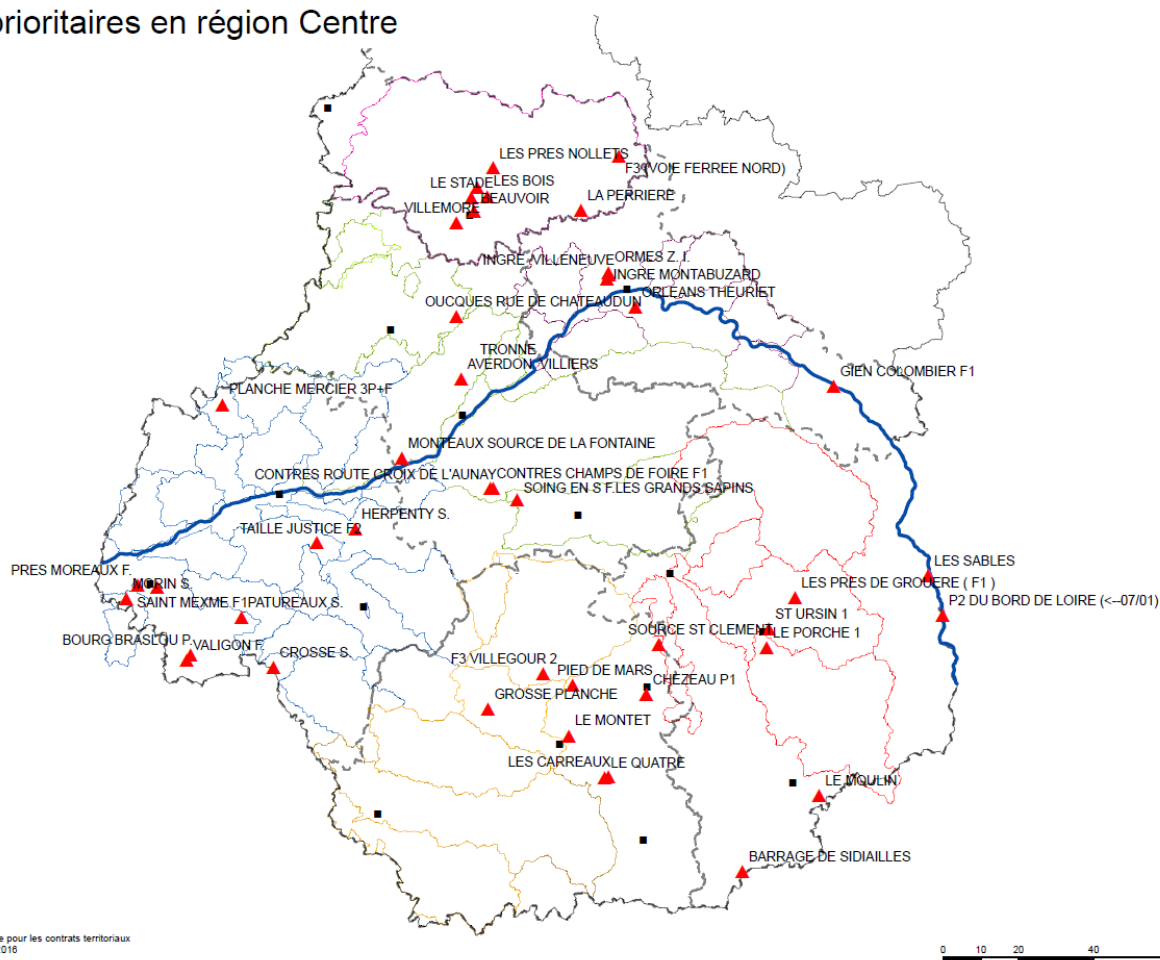 prioritaires en région Centre
LES PRES NOLLETS
F3 (VOIE FERREE NORD)
LE STADE
LES BOIS
BEAUVOIR
LA PERRIERE
VILLEMORE
INGRE-VILLENEUVE
ORMES Z. I.
INGRE MONTABUZARD
ORLEANS THEURIET
OUCQUES RUE DE CHATEAUDUN
TRONNE
AVERDON-VILLIERS
GIEN COLOMBIER F1
PLANCHE MERCIER 3P+F
MONTEAUX SOURCE DE LA FONTAINE
CONTRES ROUTE CROIX DE L'AUNAY
CONTRES CHAMPS DE FOIRE F1
SOING EN S F.LES GRANDS SAPINS
HERPENTY S.
TAILLE JUSTICE F2
LES SABLES
PRES MOREAUX F.
MORIN S.
LES PRES DE GROUERE ( F1 )
SAINT MEXME F1
PATUREAUX S.
P2 DU BORD DE LOIRE (<--07/01)
ST URSIN 1
SOURCE ST CLEMENT
LE PORCHE 1
BOURG BRASLOU P.
VALIGON F.
CROSSE S.
F3 VILLEGOUR 2
PIED DE MARS
CHEZEAU P1
GROSSE PLANCHE
LE MONTET
LES CARREAUX
LE QUATRE
LE MOULIN
BARRAGE DE SIDIAILLES
e pour les contrats territoriaux
2016
0 10 20 40